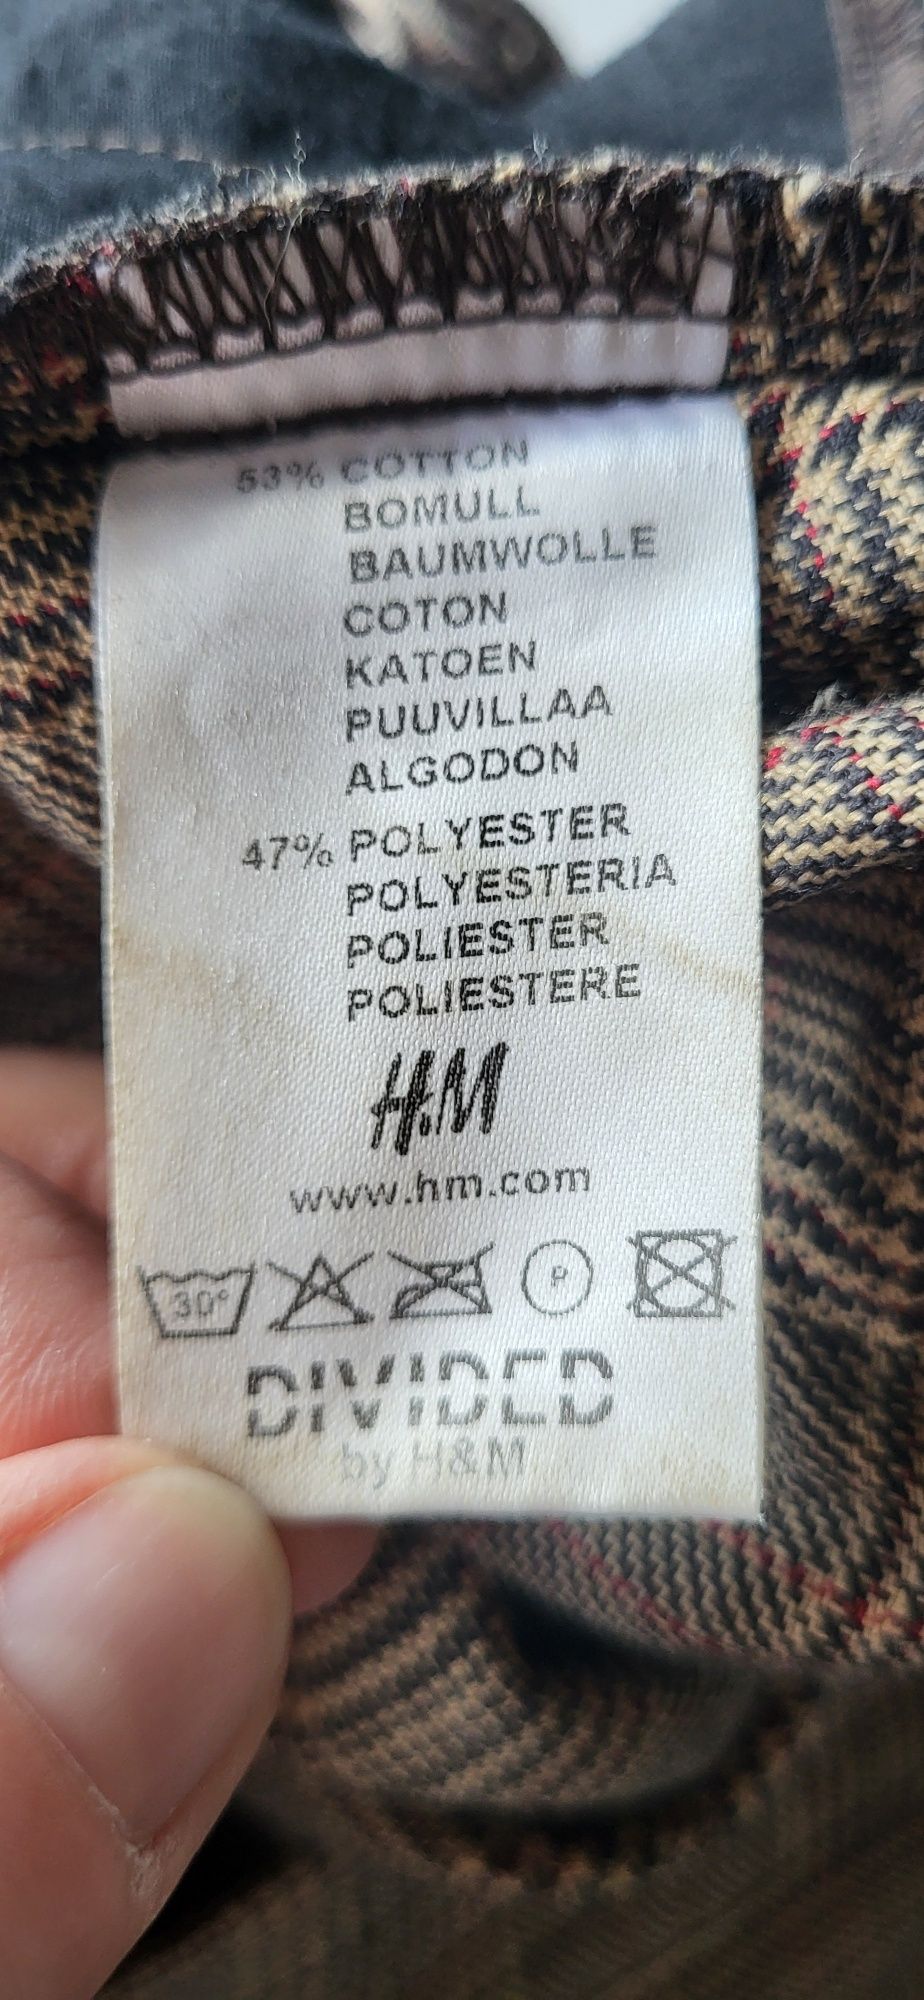 53% COTTON
BOMULL
BAUMWOLLE
COTON
KATOEN
PUUVILLAA
ALGODON
47% POLYESTER
POLYESTERIA
POLIESTER
POLIESTERE
H&M
www.hm.com
30° P
DIVIDED
by H&M